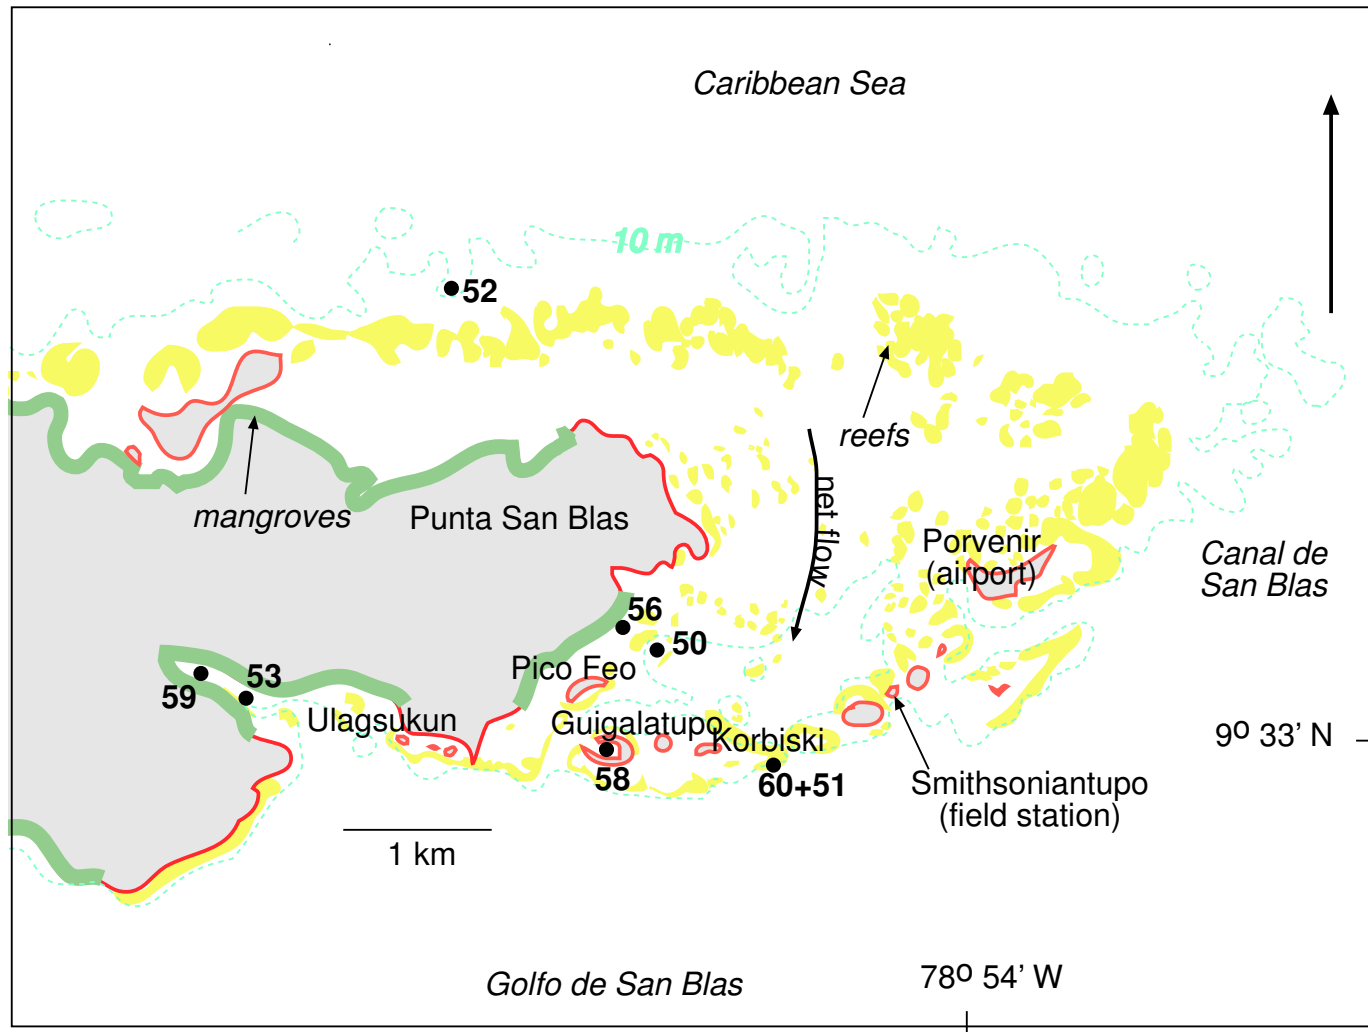 Caribbean Sea
10 m
52
reefs
mangroves
Punta San Blas
net flow
Porvenir
(airport)
Canal de
San Blas
56
50
Pico Feo
53
59
Ulagsukun
Guigalatupo
Korbiski
9o 33’ N
58
60+51
Smithsoniantupo
(field station)
1 km
Golfo de San Blas
78o 54’ W